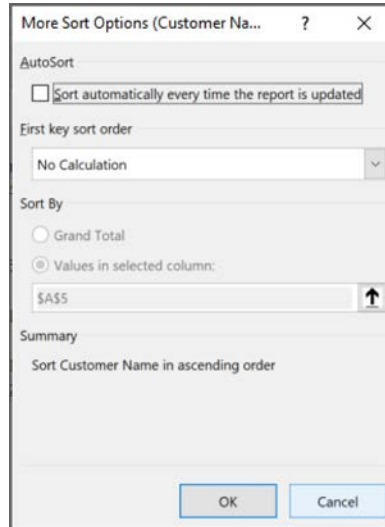 More Sort Options (Customer Na... ? ×
AutoSort
Sort automatically every time the report is updated
First key sort order
No Calculation
Sort By
Grand Total
Values in selected column:
$A$5
Summary
Sort Customer Name in ascending order
OK Cancel